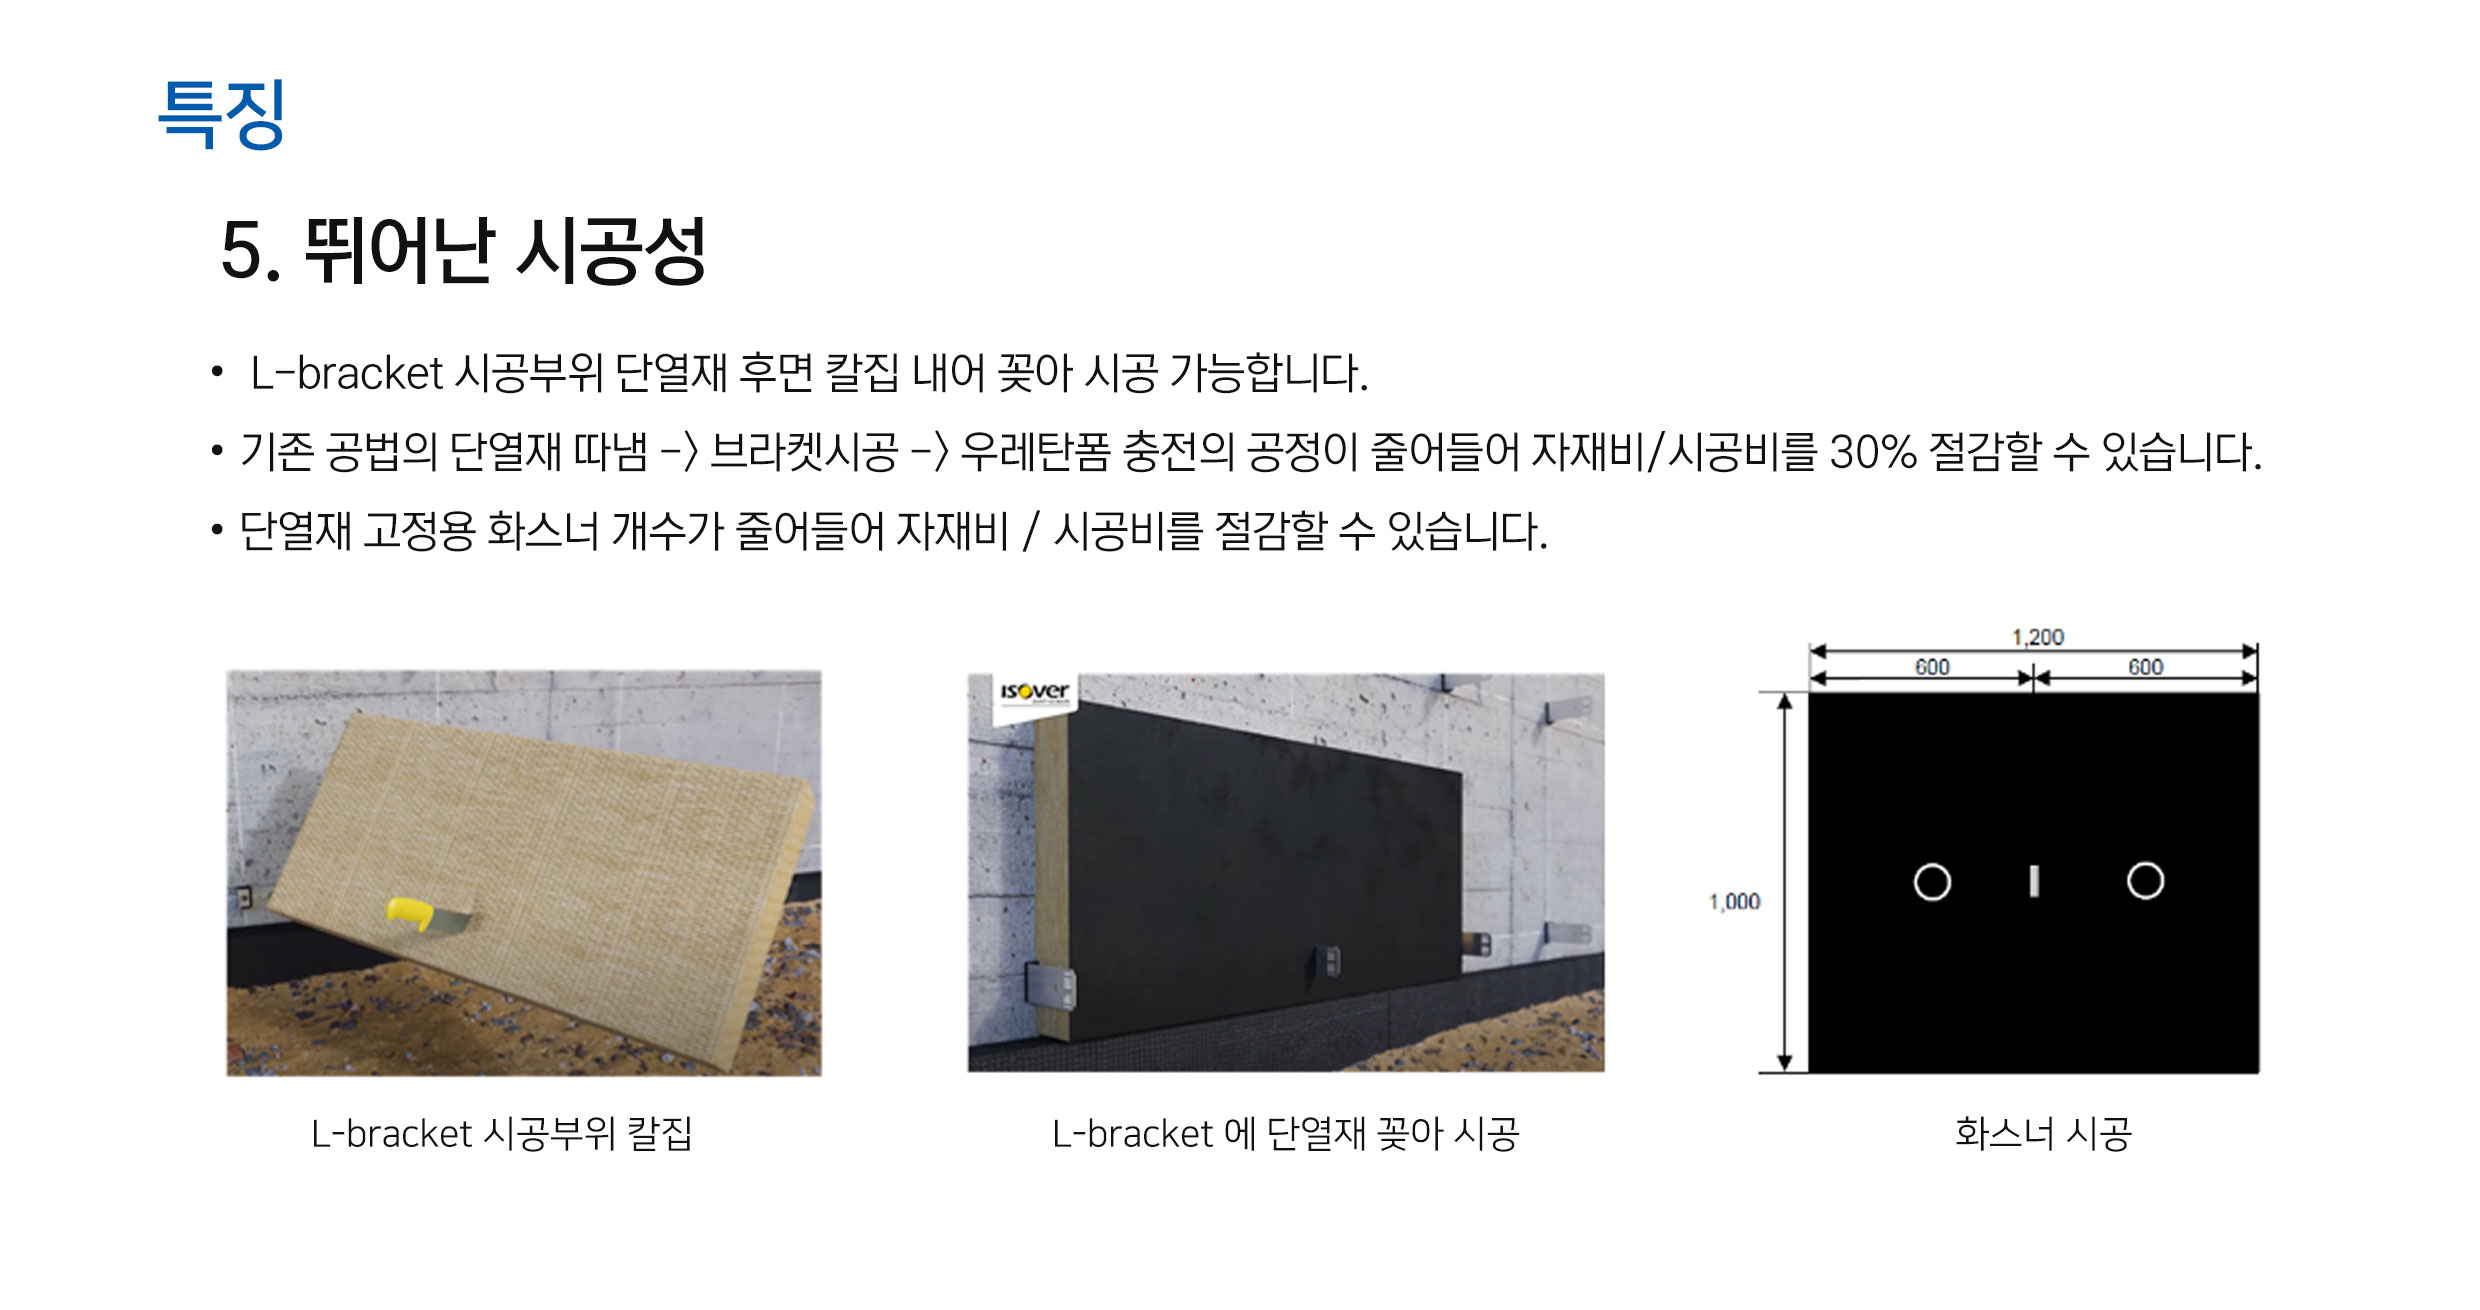 특징
5. 뛰어난 시공성
• L-bracket 시공부위 단열재 후면 칼집 내어 꽂아 시공 가능합니다.
• 기존 공법의 단열재 따냄 -> 브라켓시공 -> 우레탄폼 충전의 공정이 줄어들어 자재비/시공비를 30% 절감할 수 있습니다.
• 단열재 고정용 화스너 개수가 줄어들어 자재비 / 시공비를 절감할 수 있습니다.
isover
1,200
600 600
1,000
L-bracket 시공부위 칼집
L-bracket 에 단열재 꽂아 시공
화스너 시공